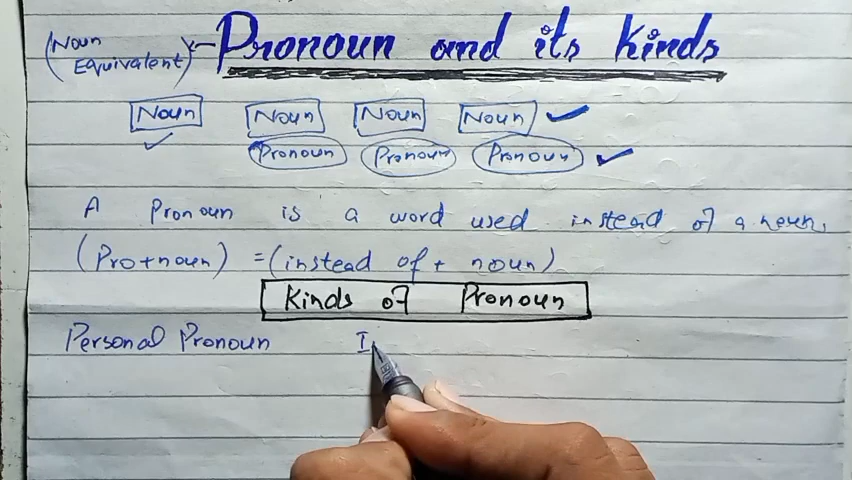 Pronoun and its Kinds
(Noun Equivalent)
Noun Noun Noun Noun
Pronoun Pronoun Pronoun
A Pronoun is a word used instead of a noun.
(Pro+noun) = (instead of + noun)
Kinds of Pronoun
Personal Pronoun I